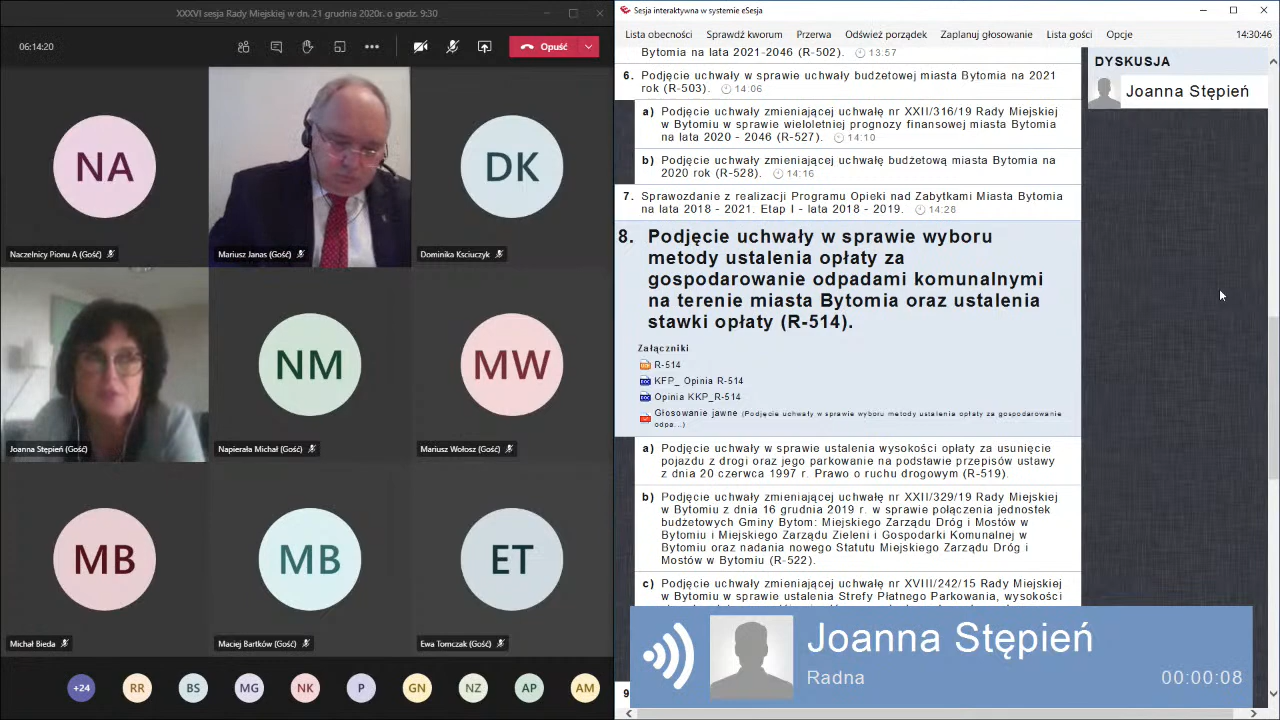 XXXVI sesja Rady Miejskiej w dn. 21 grudnia 2020r. o godz. 9:30
06:14:20
Opuść
NA
Naczelnicy Pionu A (Gość)
Mariusz Janas (Gość)
DK
Dominika Ksciuczyk
Joanna Stępień (Gość)
NM
Napierała Michał (Gość)
MW
Mariusz Wołosz (Gość)
MB
Michał Bieda
MB
Maciej Bartków (Gość)
ET
Ewa Tomczak (Gość)
+24
RR
BS
MG
NK
P
GN
NZ
AP
AM
Sesja interaktywna w systemie eSesja
Lista obecności Sprawdź kworum Przerwa Odśwież porządek Zaplanuj głosowanie Lista gości Opcje 14:30:46
Bytomia na lata 2021-2046 (R-502). 13:57
6. Podjęcie uchwały w sprawie uchwały budżetowej miasta Bytomia na 2021
rok (R-503). 14:06
a) Podjęcie uchwały zmieniającej uchwałę nr XXII/316/19 Rady Miejskiej
w Bytomiu w sprawie wieloletniej prognozy finansowej miasta Bytomia
na lata 2020 - 2046 (R-527). 14:10
b) Podjęcie uchwały zmieniającej uchwałę budżetową miasta Bytomia na
2020 rok (R-528). 14:16
7. Sprawozdanie z realizacji Programu Opieki nad Zabytkami Miasta Bytomia
na lata 2018 - 2021. Etap I - lata 2018 - 2019. 14:28
8. Podjęcie uchwały w sprawie wyboru
metody ustalenia opłaty za
gospodarowanie odpadami komunalnymi
na terenie miasta Bytomia oraz ustalenia
stawki opłaty (R-514).
Załączniki
R-514
KFP_ Opinia R-514
Opinia KKP_R-514
Głosowanie jawne (Podjęcie uchwały w sprawie wyboru metody ustalenia opłaty za gospodarowanie
odpa...)
a) Podjęcie uchwały w sprawie ustalenia wysokości opłaty za usunięcie
pojazdu z drogi oraz jego parkowanie na podstawie przepisów ustawy
z dnia 20 czerwca 1997 r. Prawo o ruchu drogowym (R-519).
b) Podjęcie uchwały zmieniającej uchwałę nr XXII/329/19 Rady Miejskiej
w Bytomiu z dnia 16 grudnia 2019 r. w sprawie połączenia jednostek
budżetowych Gminy Bytom: Miejskiego Zarządu Dróg i Mostów w
Bytomiu i Miejskiego Zarządu Zieleni i Gospodarki Komunalnej w
Bytomiu oraz nadania nowego Statutu Miejskiego Zarządu Dróg i
Mostów w Bytomiu (R-522).
c) Podjęcie uchwały zmieniającej uchwałę nr XVIII/242/15 Rady Miejskiej
w Bytomiu w sprawie ustalenia Strefy Płatnego Parkowania, wysokości
9
DYSKUSJA
Joanna Stępień
Joanna Stępień
Radna 00:00:08